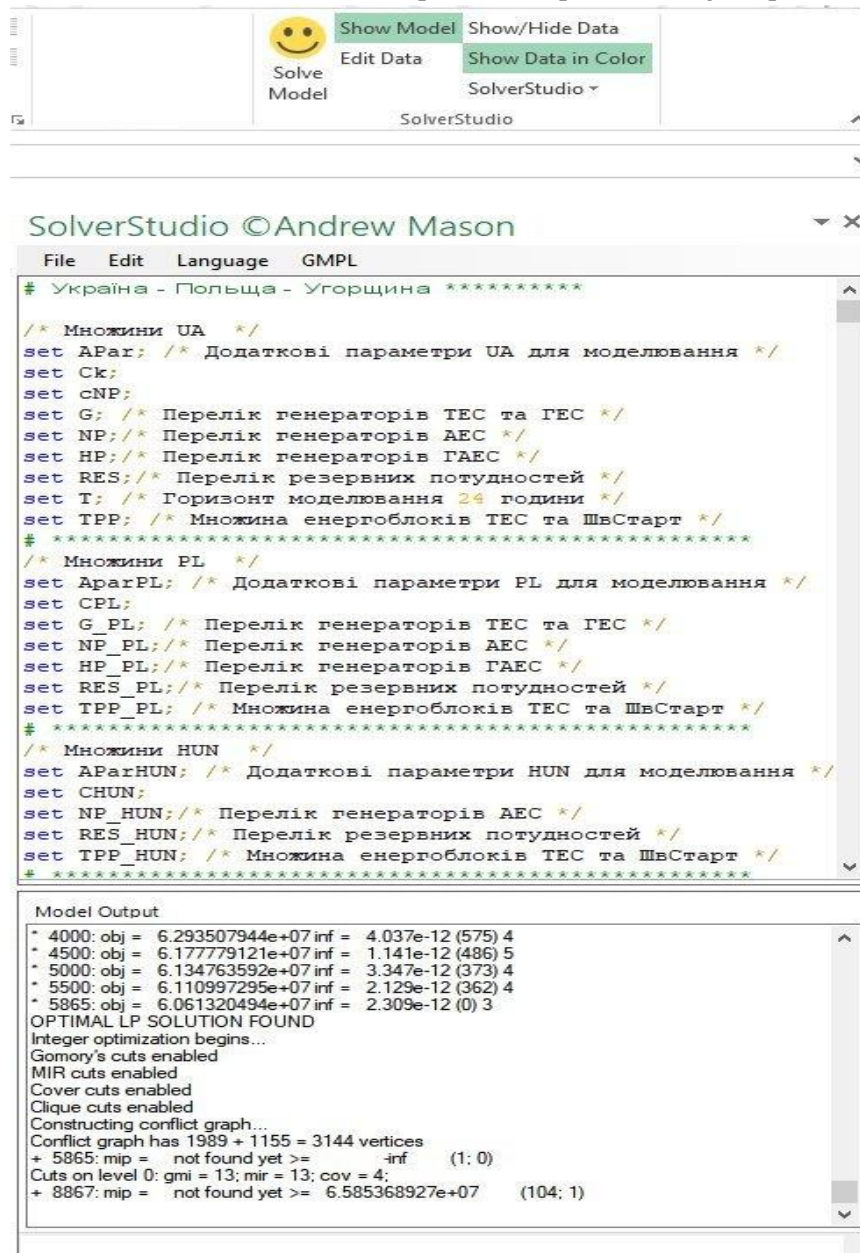 Show Model Show/Hide Data
Edit Data Show Data in Color
Solve Model
SolverStudio
SolverStudio
SolverStudio ©Andrew Mason
File Edit Language GMPL
# Україна - Польща - Угорщина **********
/* Множини UA */
set APar; /* Додаткові параметри UA для моделювання */
set Ck;
set cNP;
set G; /* Перелік генераторів ТЕС та ГЕС */
set NP;/* Перелік генераторів АЕС */
set HP;/* Перелік генераторів ГАЕС */
set RES;/* Перелік резервних потудностей */
set T; /* Горизонт моделювання 24 години */
set TPP; /* Множина енергоблоків ТЕС та ШвСтарт */
# **************************************************
/* Множини PL */
set AparPL; /* Додаткові параметри PL для моделювання */
set CPL;
set G_PL; /* Перелік генераторів ТЕС та ГЕС */
set NP_PL;/* Перелік генераторів АЕС */
set HP_PL;/* Перелік генераторів ГАЕС */
set RES_PL;/* Перелік резервних потудностей */
set TPP_PL; /* Множина енергоблоків ТЕС та ШвСтарт */
# **************************************************
/* Множини HUN */
set AParHUN; /* Додаткові параметри HUN для моделювання */
set CHUN;
set NP_HUN;/* Перелік генераторів АЕС */
set RES_HUN;/* Перелік резервних потудностей */
set TPP_HUN; /* Множина енергоблоків ТЕС та ШвСтарт */
# **************************************************
Model Output
* 4000: obj = 6.293507944e+07 inf = 4.037e-12 (575) 4
* 4500: obj = 6.177779121e+07 inf = 1.141e-12 (486) 5
* 5000: obj = 6.134763592e+07 inf = 3.347e-12 (373) 4
* 5500: obj = 6.110997295e+07 inf = 2.129e-12 (362) 4
* 5865: obj = 6.061320494e+07 inf = 2.309e-12 (0) 3
OPTIMAL LP SOLUTION FOUND
Integer optimization begins...
Gomory's cuts enabled
MIR cuts enabled
Cover cuts enabled
Clique cuts enabled
Constructing conflict graph...
Conflict graph has 1989 + 1155 = 3144 vertices
+ 5865: mip = not found yet >= -inf (1; 0)
Cuts on level 0: gmi = 13; mir = 13; cov = 4;
+ 8867: mip = not found yet >= 6.585368927e+07 (104; 1)